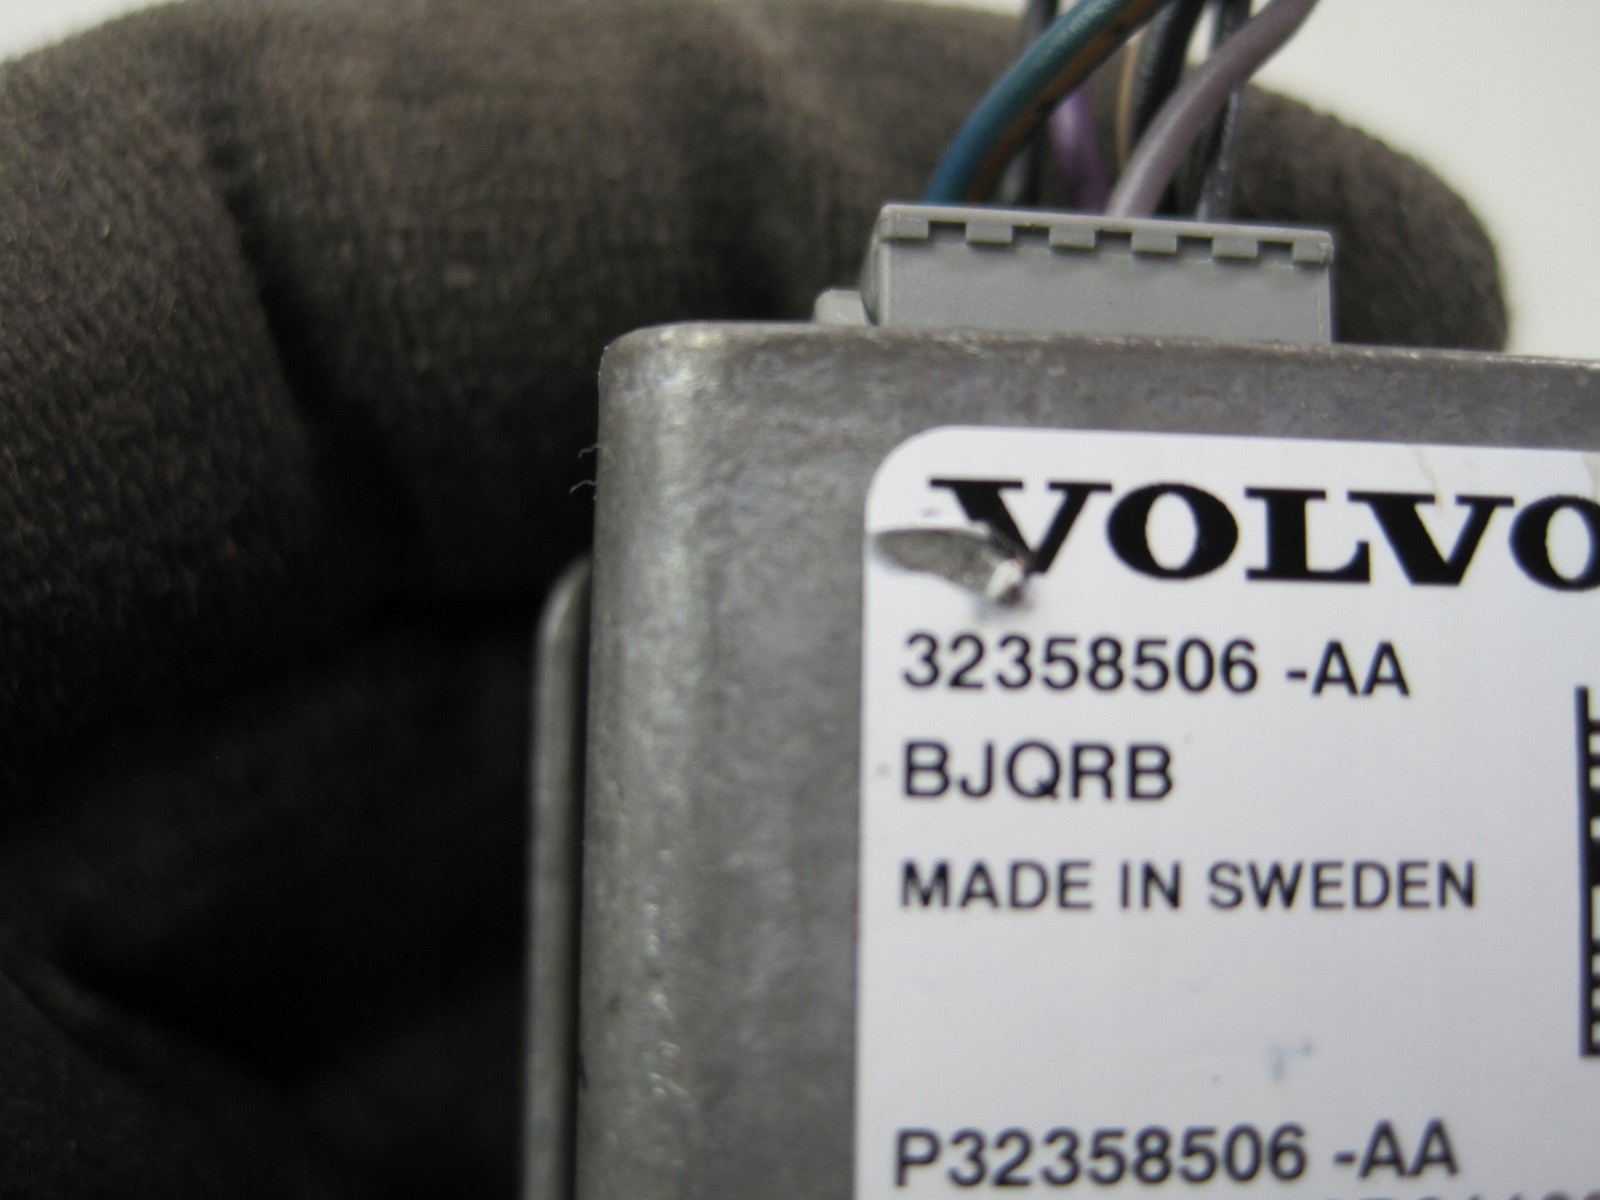 VOLVO
32358506 -AA
BJQRB
MADE IN SWEDEN
P32358506 -AA